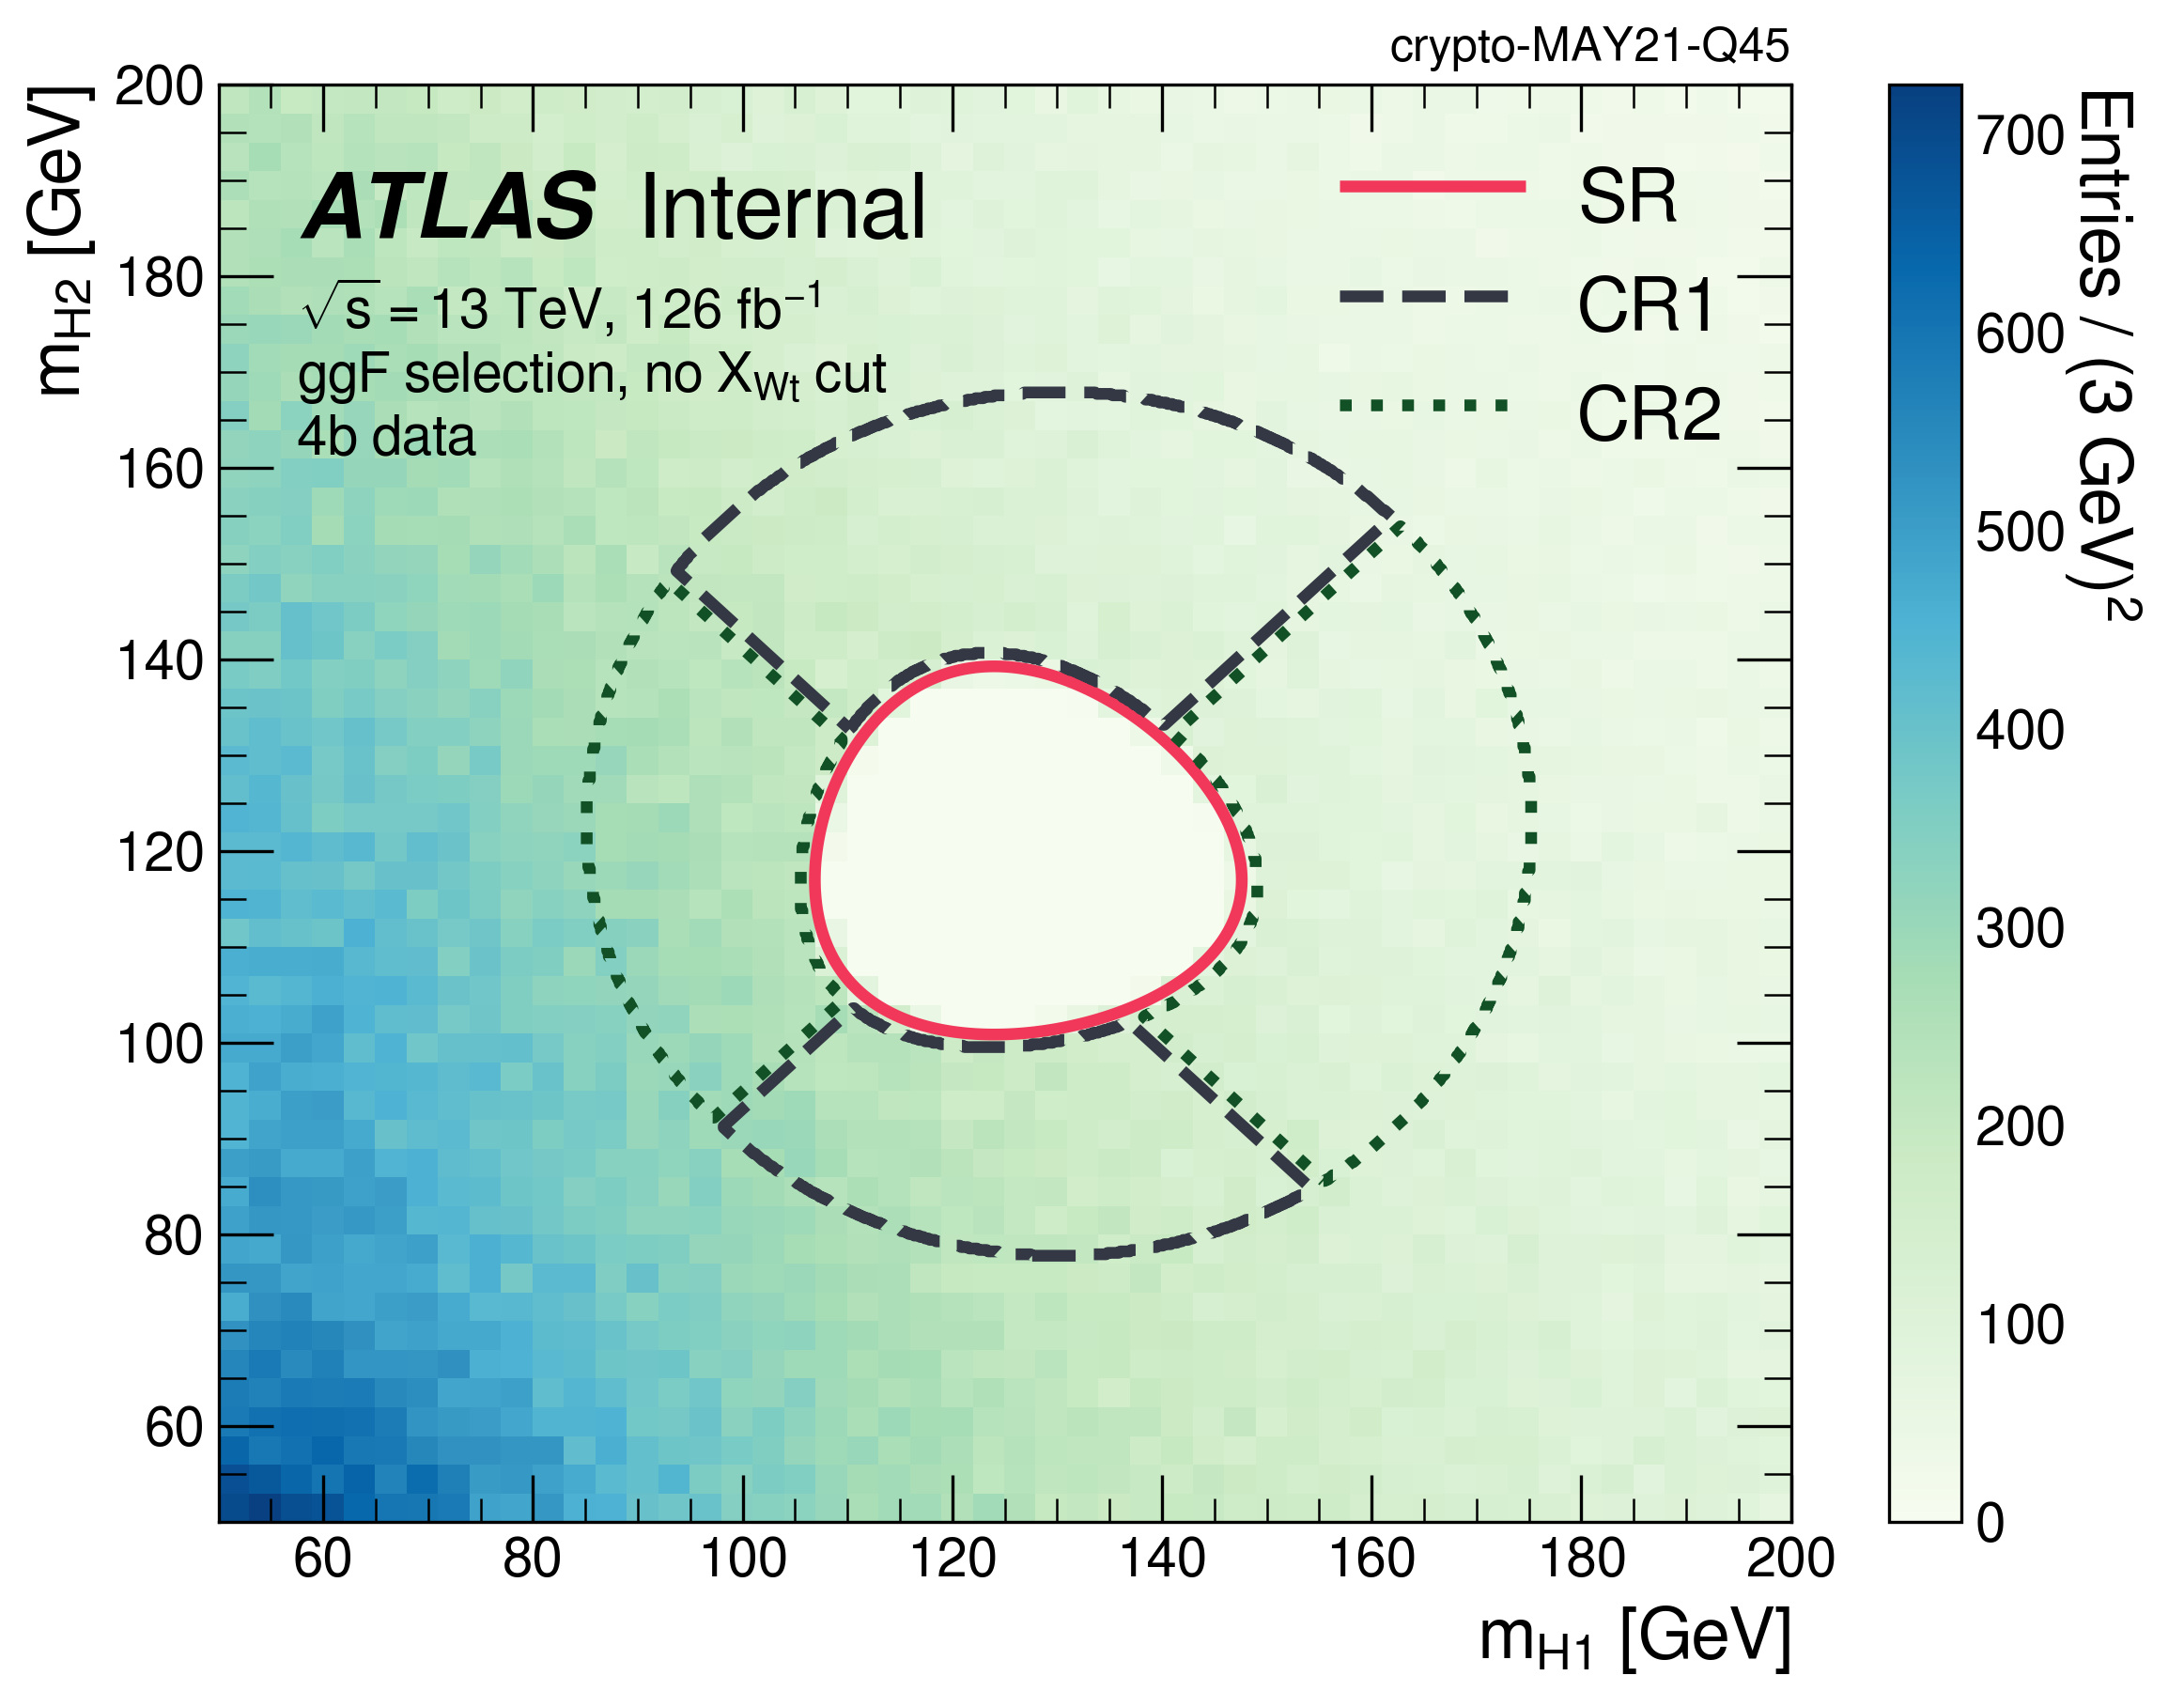 crypto-MAY21-Q45
ATLAS Internal
√s = 13 TeV, 126 fb⁻¹
ggF selection, no X_Wt cut
4b data
SR
CR1
CR2
m_H2 [GeV]
200
180
160
140
120
100
80
60
60 80 100 120 140 160 180 200
m_H1 [GeV]
700
600
500
400
300
200
100
0
Entries / (3 GeV)²